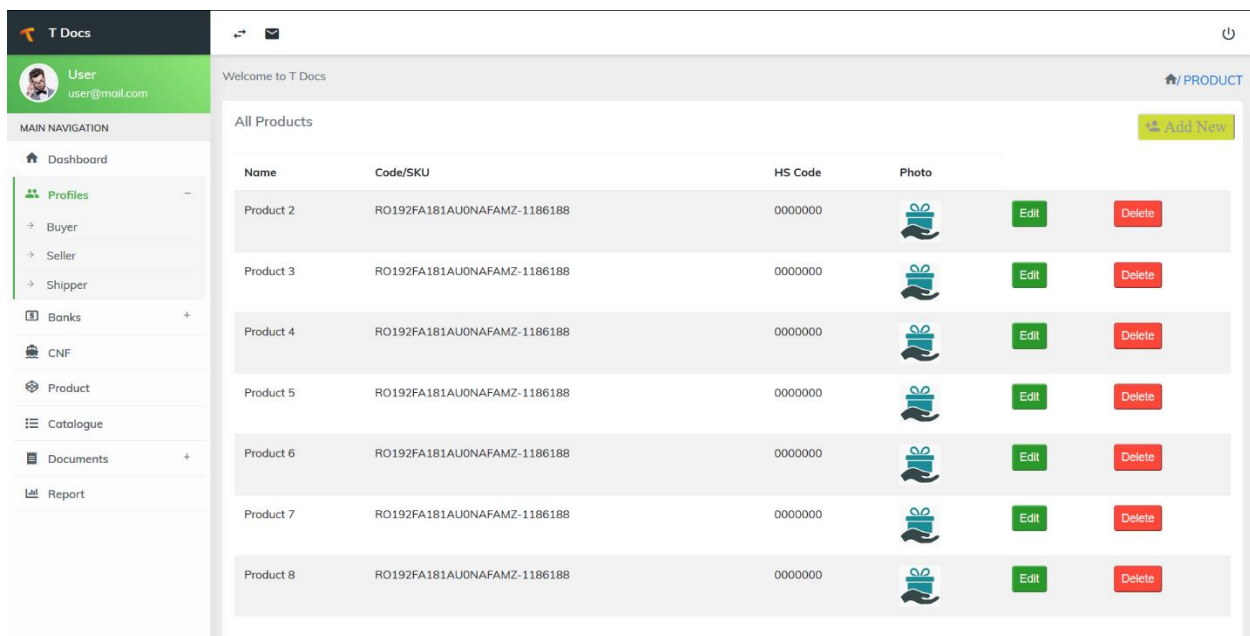 T Docs
User
user@mail.com
Welcome to T Docs
/ PRODUCT
MAIN NAVIGATION
Dashboard
Profiles
Buyer
Seller
Shipper
Banks
CNF
Product
Catalogue
Documents
Report
All Products
Add New
Name Code/SKU HS Code Photo
Product 2 RO192FA181AU0NAFAMZ-1186188 0000000 Edit Delete
Product 3 RO192FA181AU0NAFAMZ-1186188 0000000 Edit Delete
Product 4 RO192FA181AU0NAFAMZ-1186188 0000000 Edit Delete
Product 5 RO192FA181AU0NAFAMZ-1186188 0000000 Edit Delete
Product 6 RO192FA181AU0NAFAMZ-1186188 0000000 Edit Delete
Product 7 RO192FA181AU0NAFAMZ-1186188 0000000 Edit Delete
Product 8 RO192FA181AU0NAFAMZ-1186188 0000000 Edit Delete